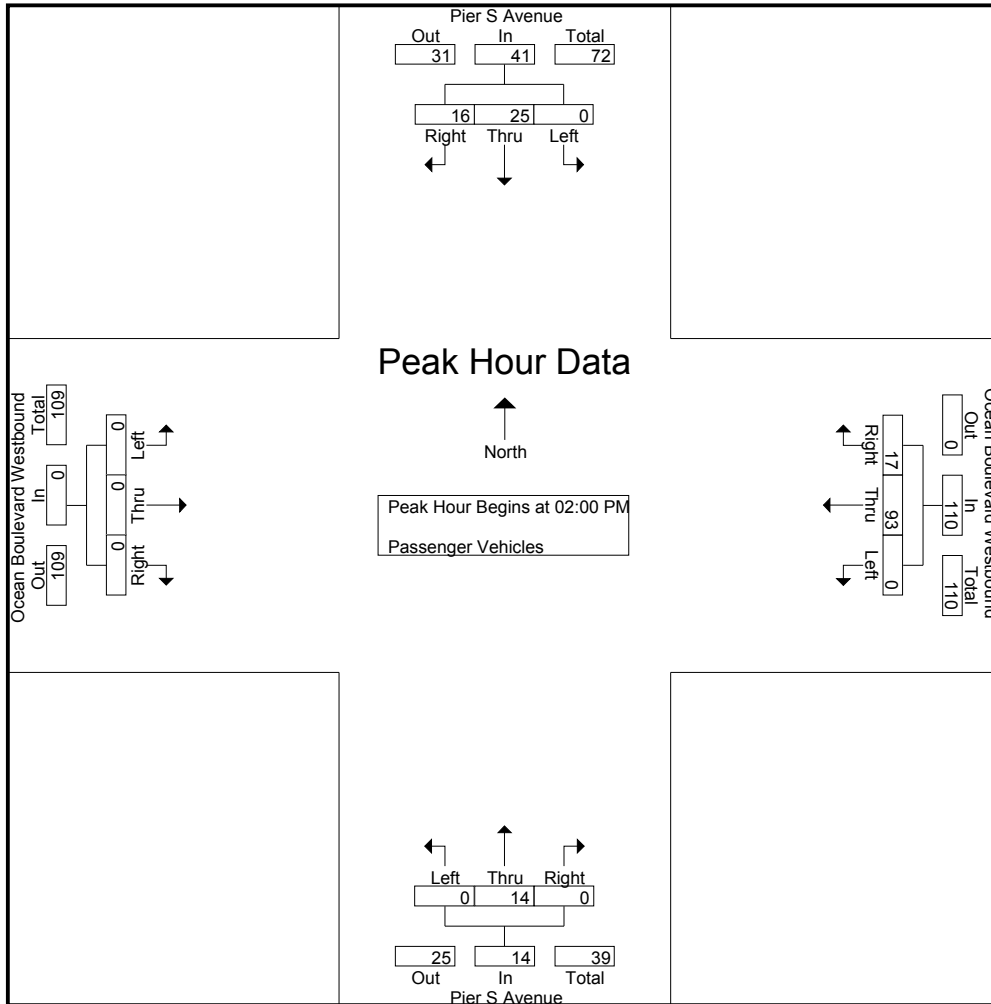 Pier S Avenue
Out In Total
31 41 72
16 25 0
Right Thru Left
Peak Hour Data
North
Peak Hour Begins at 02:00 PM
Passenger Vehicles
Ocean Boulevard Westbound
Total In Out
109 0 109
0 0 0
Left Thru Right
Ocean Boulevard Westbound
Out In Total
0 110 110
17 93 0
Right Thru Left
Left Thru Right
0 14 0
25 14 39
Out In Total
Pier S Avenue